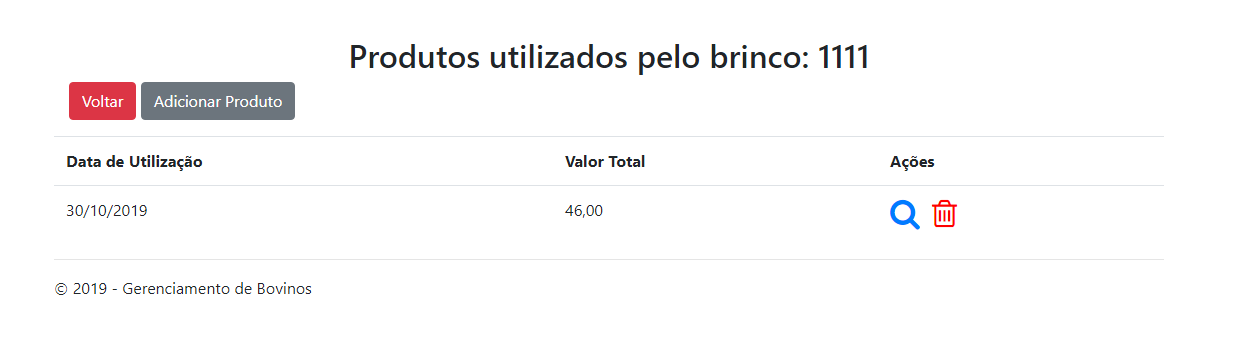 Produtos utilizados pelo brinco: 1111
Voltar Adicionar Produto
Data de Utilização Valor Total Ações
30/10/2019 46,00
© 2019 - Gerenciamento de Bovinos